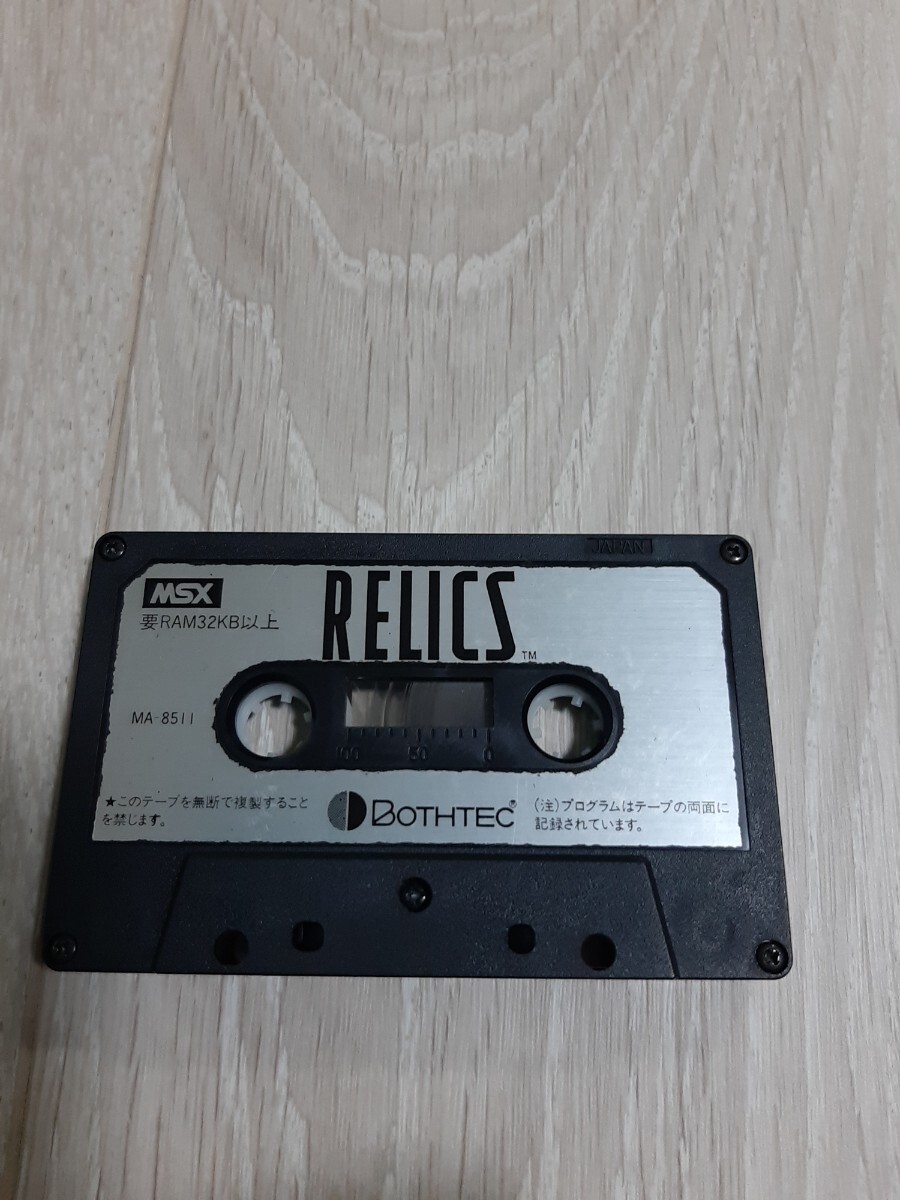 JAPAN
MSX
要RAM32KB以上
RELICS TM
MA-8511
100 50 0
★このテープを無断で複製すること
を禁じます。
BOTHTEC®
(注)プログラムはテープの両面に
記録されています。